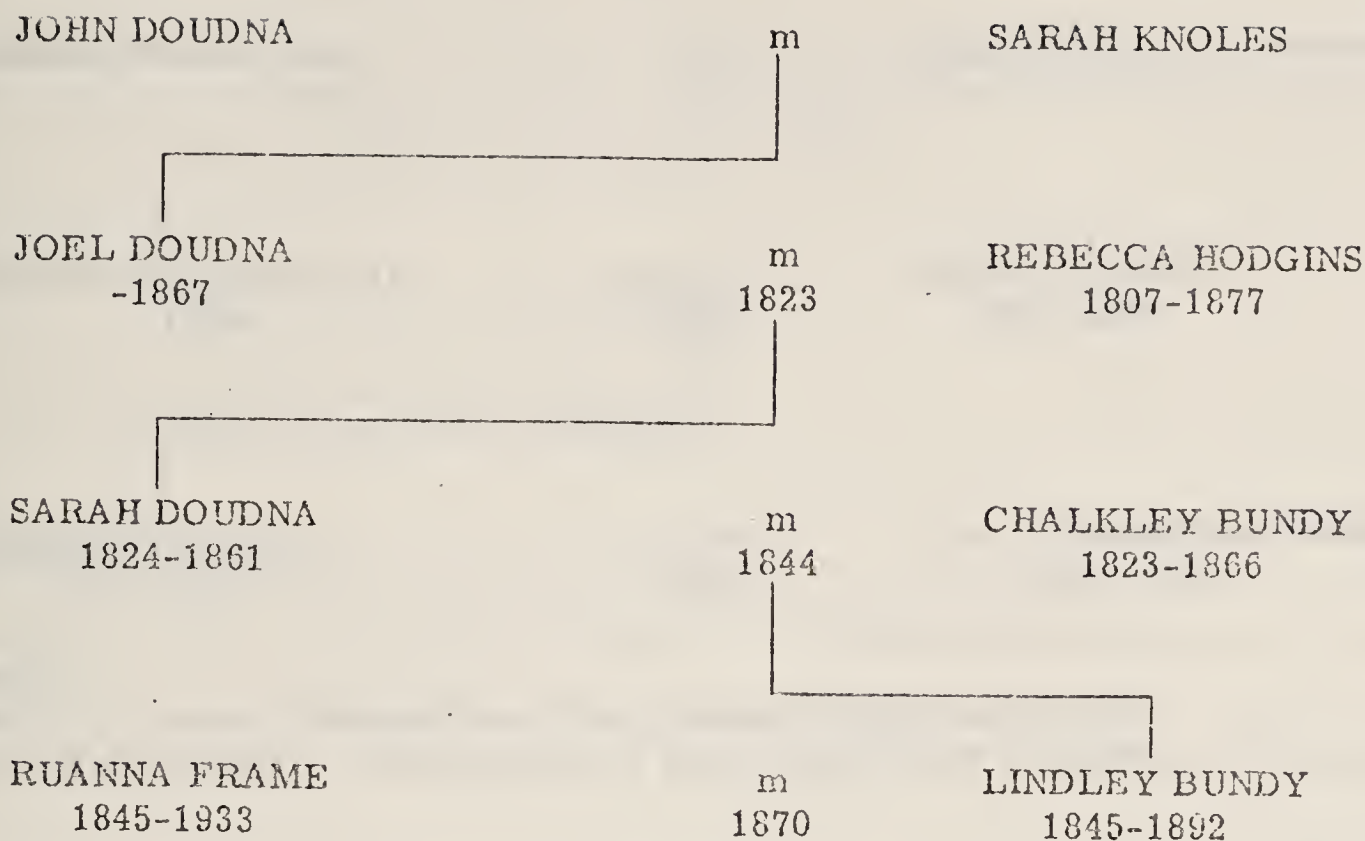 JOHN DOUDNA m SARAH KNOLES
JOEL DOUDNA m REBECCA HODGINS
-1867 1823 1807-1877
SARAH DOUDNA m CHALKLEY BUNDY
1824-1861 1844 1823-1866
RUANNA FRAME m LINDLEY BUNDY
1845-1933 1870 1845-1892